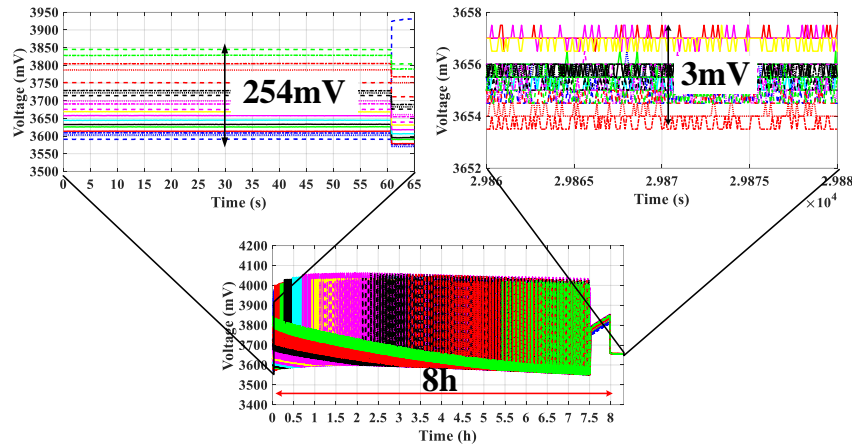 Voltage (mV)
3950
3900
3850
3800
3750
3700
3650
3600
3550
3500
254mV
0 5 10 15 20 25 30 35 40 45 50 55 60 65
Time (s)
Voltage (mV)
3658
3656
3654
3652
3mV
2.986 2.9865 2.987 2.9875 2.988
Time (s)
×10⁴
Voltage (mV)
4200
4100
4000
3900
3800
3700
3600
3500
3400
8h
0 0.5 1 1.5 2 2.5 3 3.5 4 4.5 5 5.5 6 6.5 7 7.5 8
Time (h)